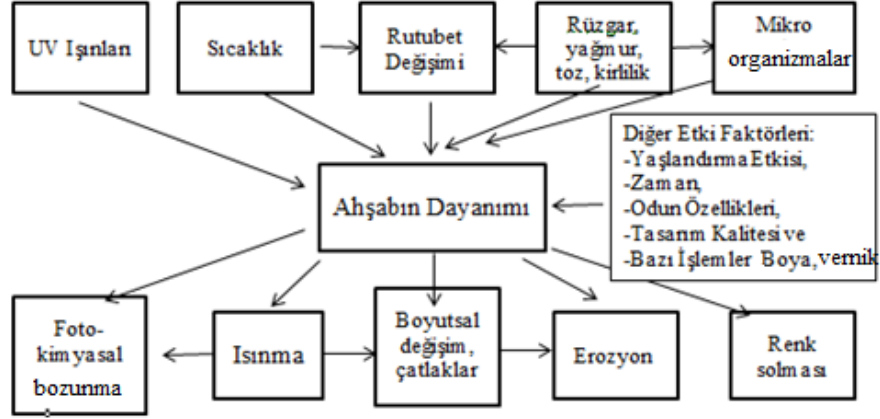 UV Işınları
Sıcaklık
Rutubet
Değişimi
Rüzgar,
yağmur,
toz, kirlilik
Mikro
organizmalar
Diğer Etki Faktörleri:
-Yaşlandırma Etkisi,
-Zaman,
-Odun Özellikleri,
-Tasarım Kalitesi ve
-Bazı İşlemler Boya, vernik
Ahşabın Dayanımı
Foto-
kimyasal
bozunma
Isınma
Boyutsal
değişim,
çatlaklar
Erozyon
Renk
solması